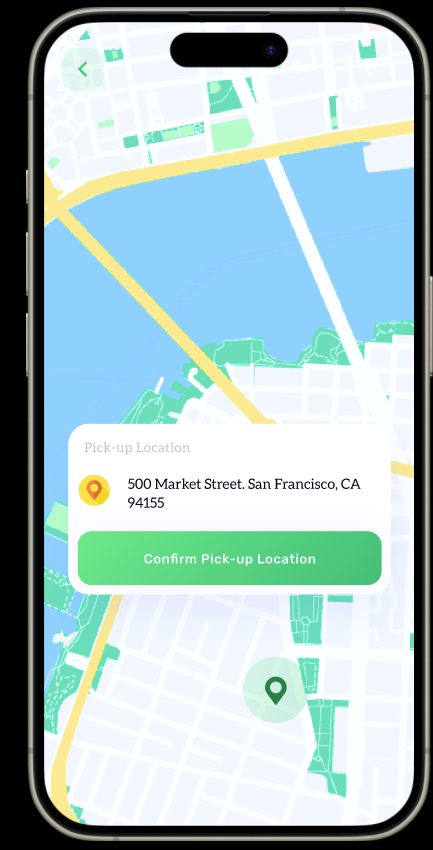 Pick-up Location
500 Market Street. San Francisco, CA
94155
Confirm Pick-up Location